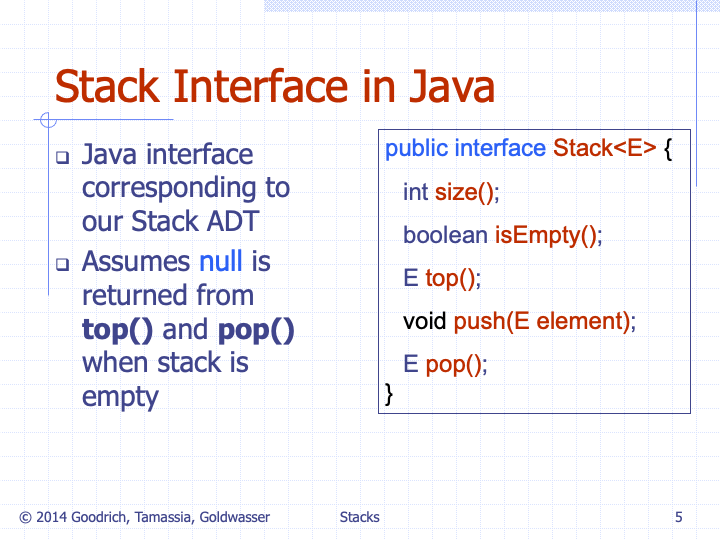 Stack Interface in Java
Java interface
corresponding to
our Stack ADT
Assumes null is
returned from
top() and pop()
when stack is
empty
public interface Stack<E> {
int size();
boolean isEmpty();
E top();
void push(E element);
E pop();
}
© 2014 Goodrich, Tamassia, Goldwasser
Stacks
5